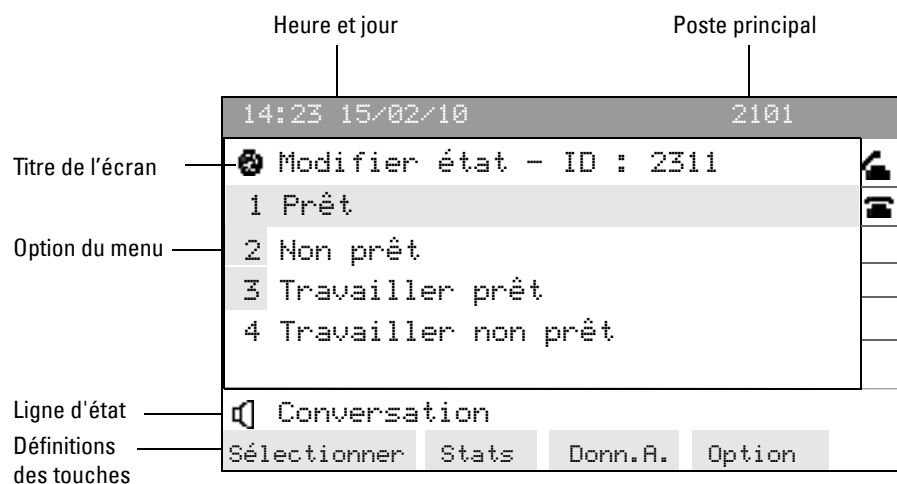 Heure et jour
Poste principal
14:23 15/02/10 2101
Titre de l'écran
Modifier état - ID : 2311
1 Prêt
Option du menu
2 Non prêt
3 Travailler prêt
4 Travailler non prêt
Ligne d'état
Conversation
Définitions
des touches
Sélectionner Stats Donn.A. Option